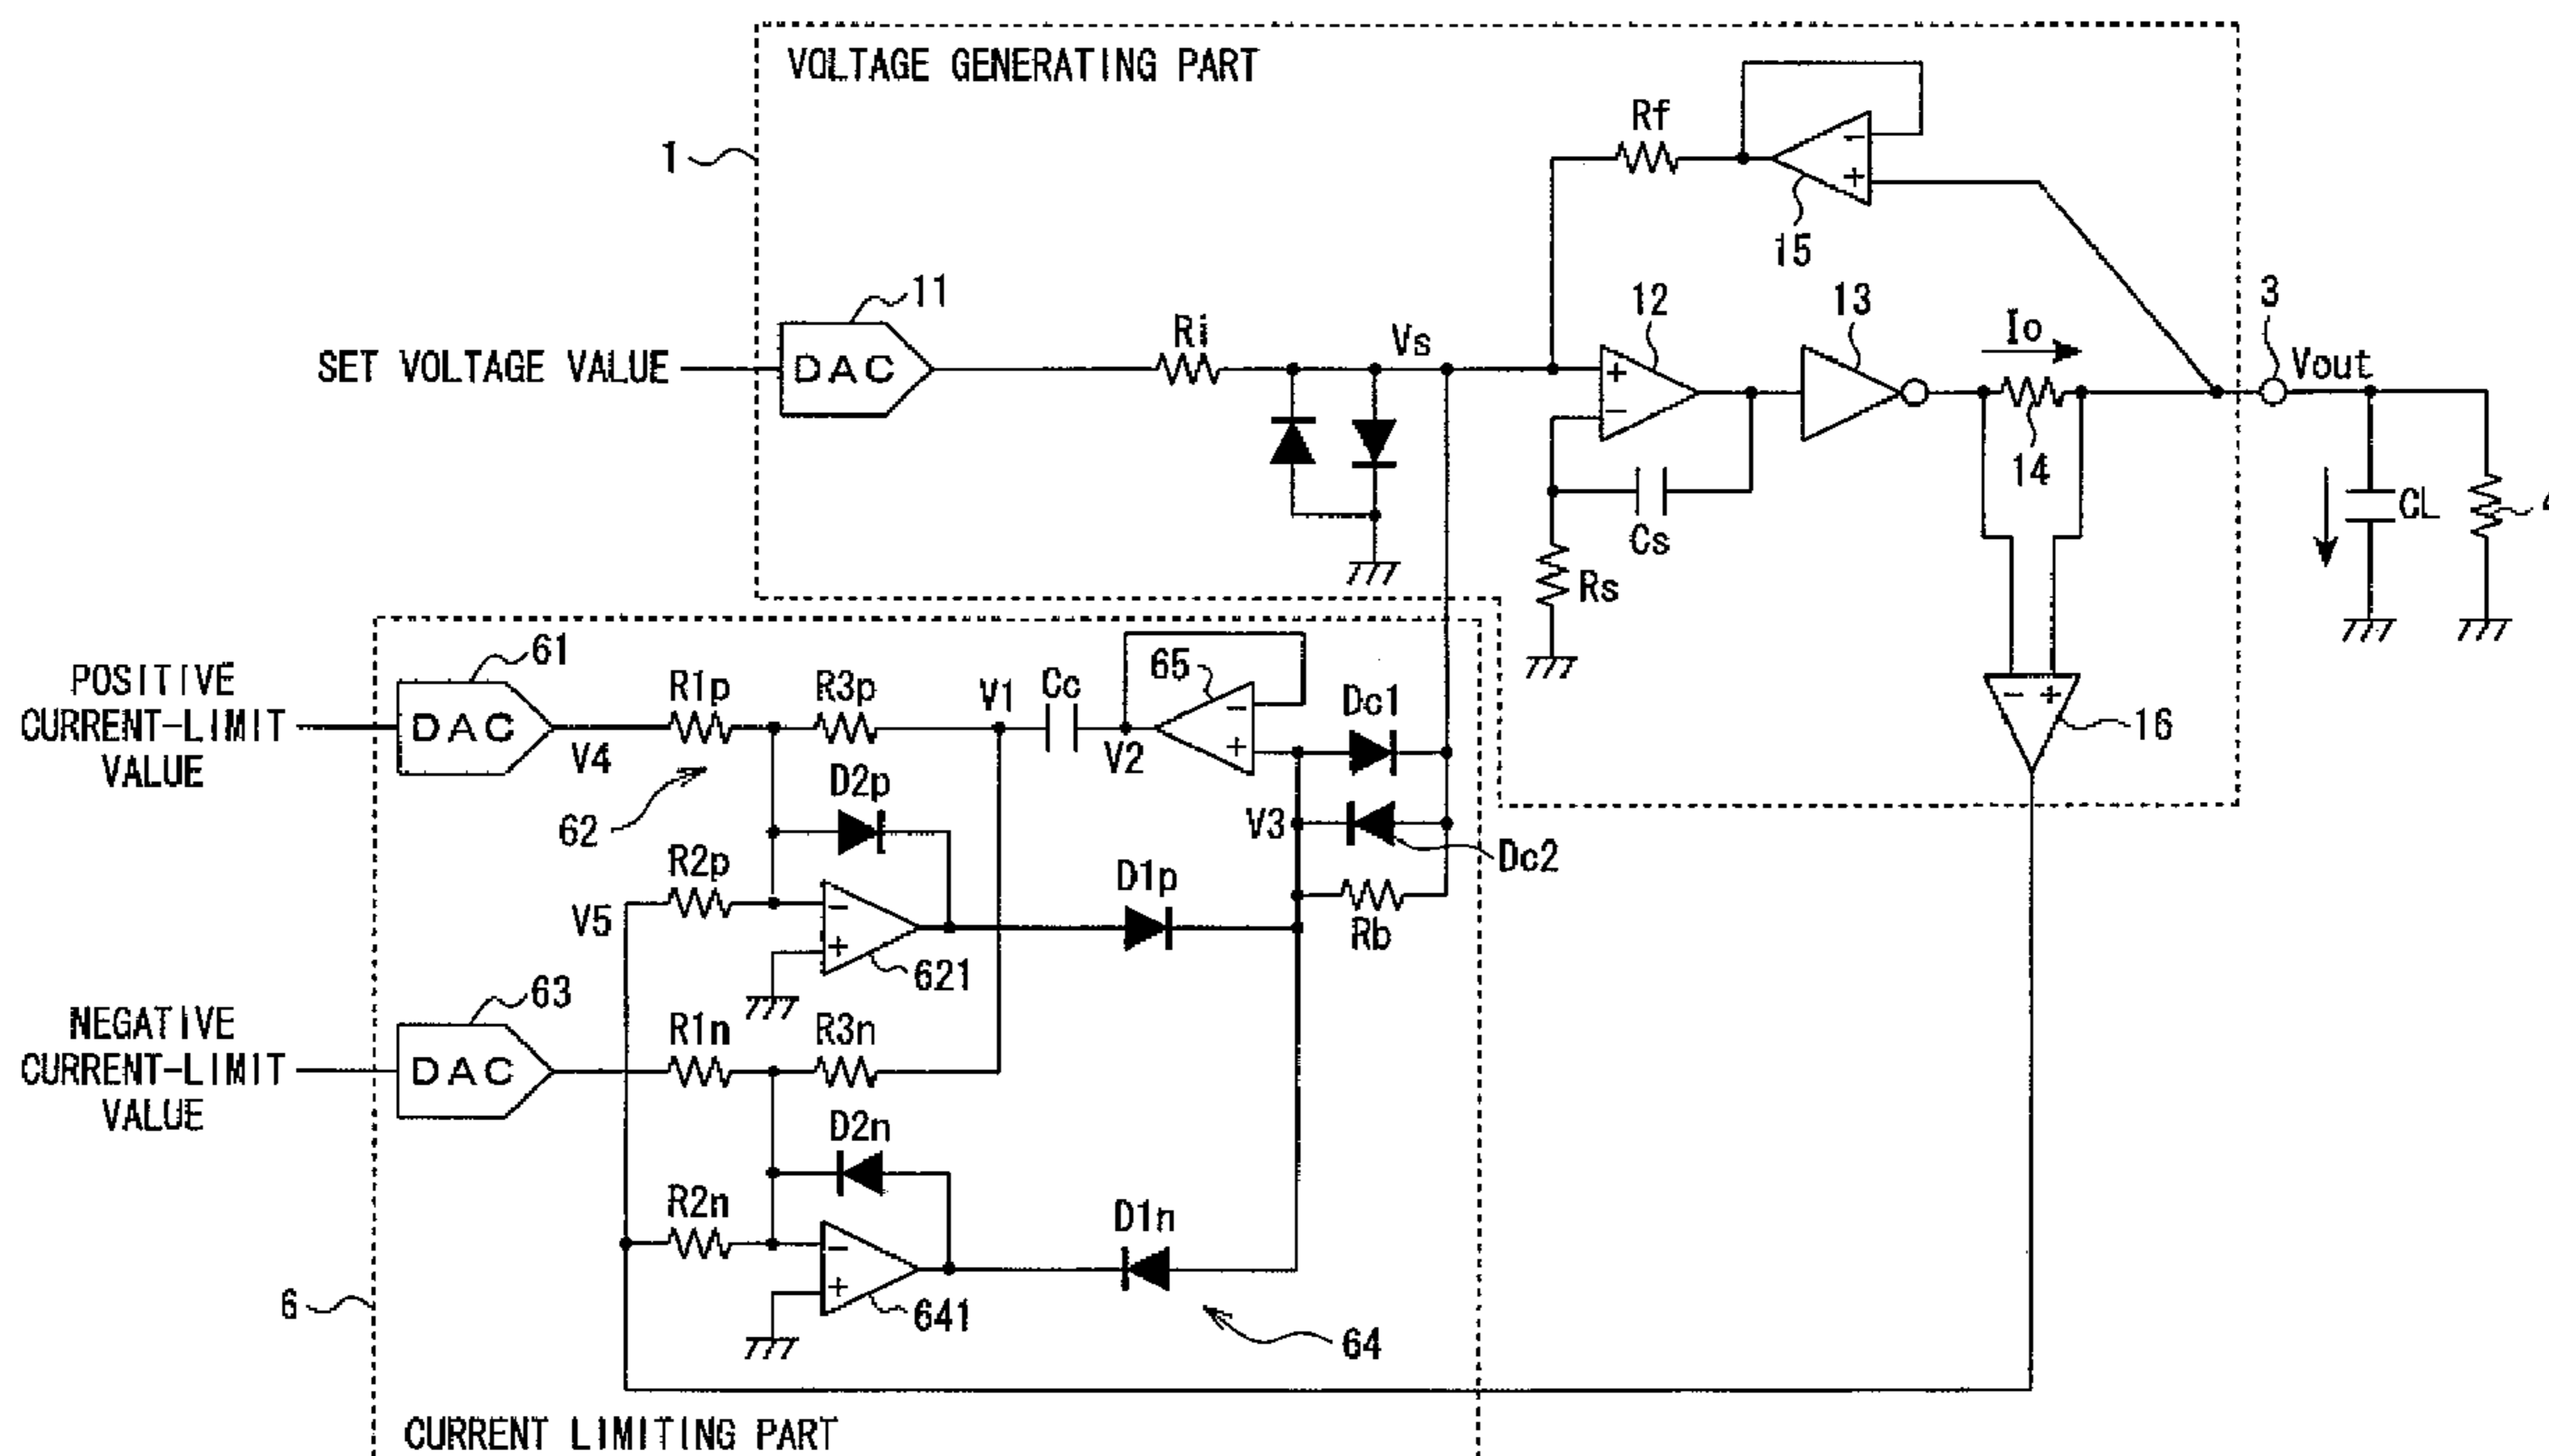 VOLTAGE GENERATING PART
1
Rf
15
11
DAC
SET VOLTAGE VALUE
Ri
Vs
12
13
Io
3
Vout
14
Cs
Rs
CL
4
16
POSITIVE
CURRENT-LIMIT
VALUE
61
DAC
V4
R1p
R3p
V1
Cc
65
V2
Dc1
62
D2p
V3
Dc2
R2p
V5
D1p
Rb
621
NEGATIVE
CURRENT-LIMIT
VALUE
63
DAC
R1n
R3n
D2n
R2n
D1n
641
64
6
CURRENT LIMITING PART